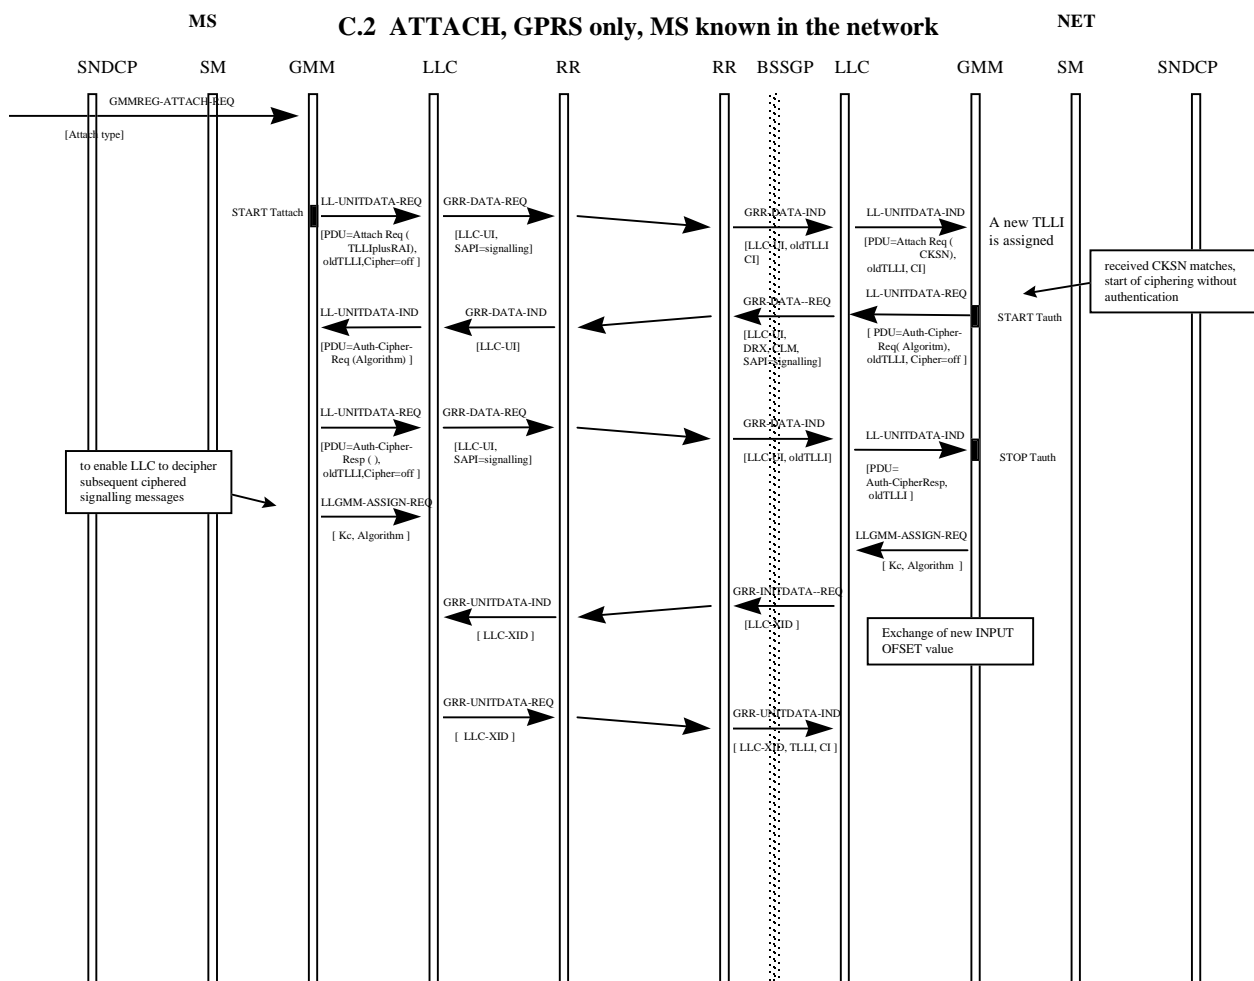 MS
C.2 ATTACH, GPRS only, MS known in the network
NET
SNDCP SM GMM LLC RR RR BSSGP LLC GMM SM SNDCP
GMMREG-ATTACH-REQ
[Attach type]
START Tattach
LL-UNITDATA-REQ
[PDU=Attach Req (
TLLIplusRAI),
oldTLLI,Cipher=off ]
GRR-DATA-REQ
[LLC-UI,
SAPI=signalling]
GRR-DATA-IND
[LLC-UI, oldTLLI
CI]
LL-UNITDATA-IND
[PDU=Attach Req (
CKSN),
oldTLLI, CI]
A new TLLI
is assigned
received CKSN matches,
start of ciphering without
authentication
LL-UNITDATA-IND
[PDU=Auth-Cipher-
Req (Algorithm) ]
GRR-DATA-IND
[LLC-UI]
GRR-DATA--REQ
[LLC-UI,
DRX, CLM,
SAPI=signalling]
LL-UNITDATA-REQ
[ PDU=Auth-Cipher-
Req( Algoritm),
oldTLLI, Cipher=off ]
START Tauth
LL-UNITDATA-REQ
[PDU=Auth-Cipher-
Resp ( ),
oldTLLI,Cipher=off ]
GRR-DATA-REQ
[LLC-UI,
SAPI=signalling]
GRR-DATA-IND
[LLC-UI, oldTLLI]
LL-UNITDATA-IND
[PDU=
Auth-CipherResp,
oldTLLI ]
STOP Tauth
to enable LLC to decipher
subsequent ciphered
signalling messages
LLGMM-ASSIGN-REQ
[ Kc, Algorithm ]
LLGMM-ASSIGN-REQ
[ Kc, Algorithm ]
GRR-UNITDATA-IND
[ LLC-XID ]
GRR-INITDATA--REQ
[LLC-XID ]
Exchange of new INPUT
OFSET value
GRR-UNITDATA-REQ
[ LLC-XID ]
GRR-UNITDATA-IND
[ LLC-XID, TLLI, CI ]